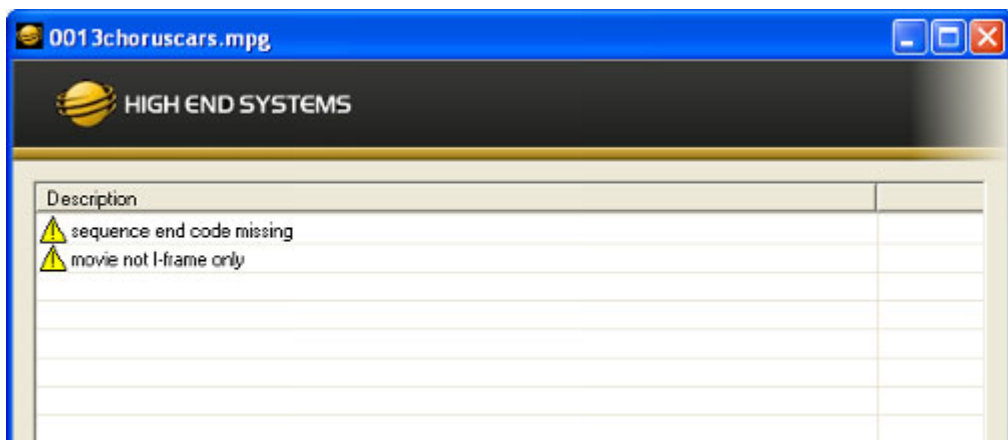 0013choruscars.mpg
HIGH END SYSTEMS
Description
sequence end code missing
movie not I-frame only